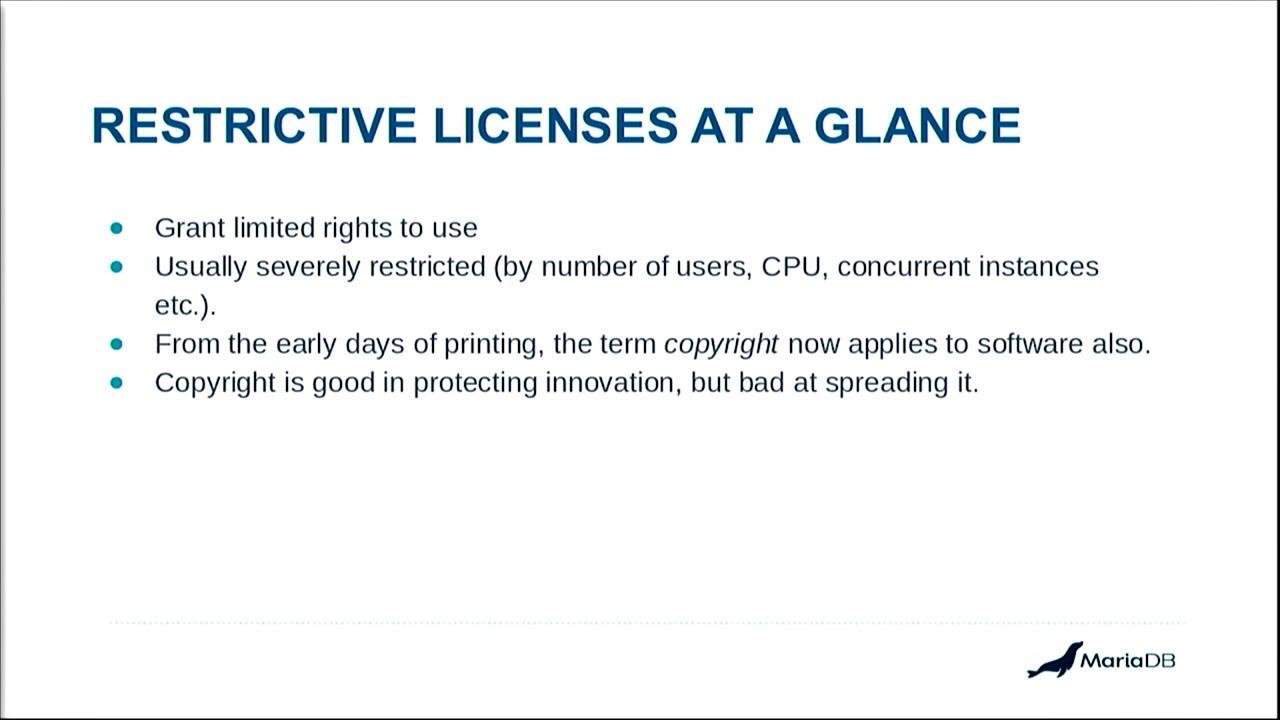 RESTRICTIVE LICENSES AT A GLANCE
● Grant limited rights to use
● Usually severely restricted (by number of users, CPU, concurrent instances
etc.).
● From the early days of printing, the term copyright now applies to software also.
● Copyright is good in protecting innovation, but bad at spreading it.
MariaDB